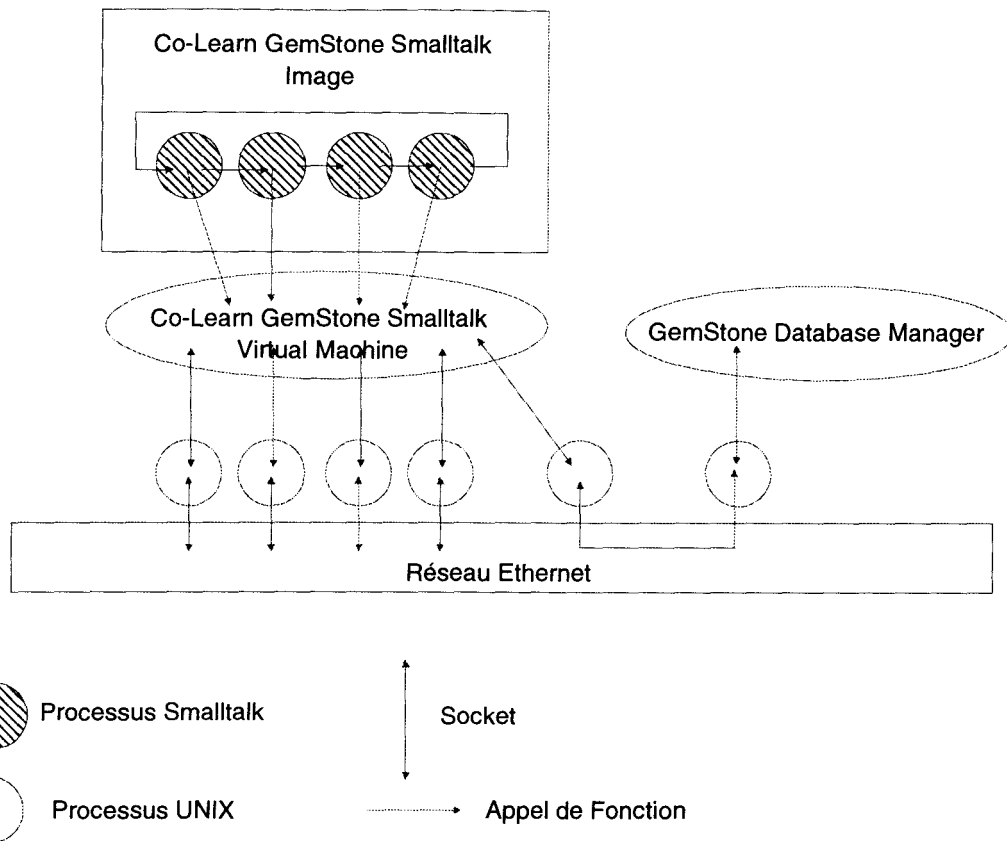 Co-Learn GemStone Smalltalk
Image
Co-Learn GemStone Smalltalk
Virtual Machine
GemStone Database Manager
Réseau Ethernet
Processus Smalltalk
Socket
Processus UNIX
Appel de Fonction